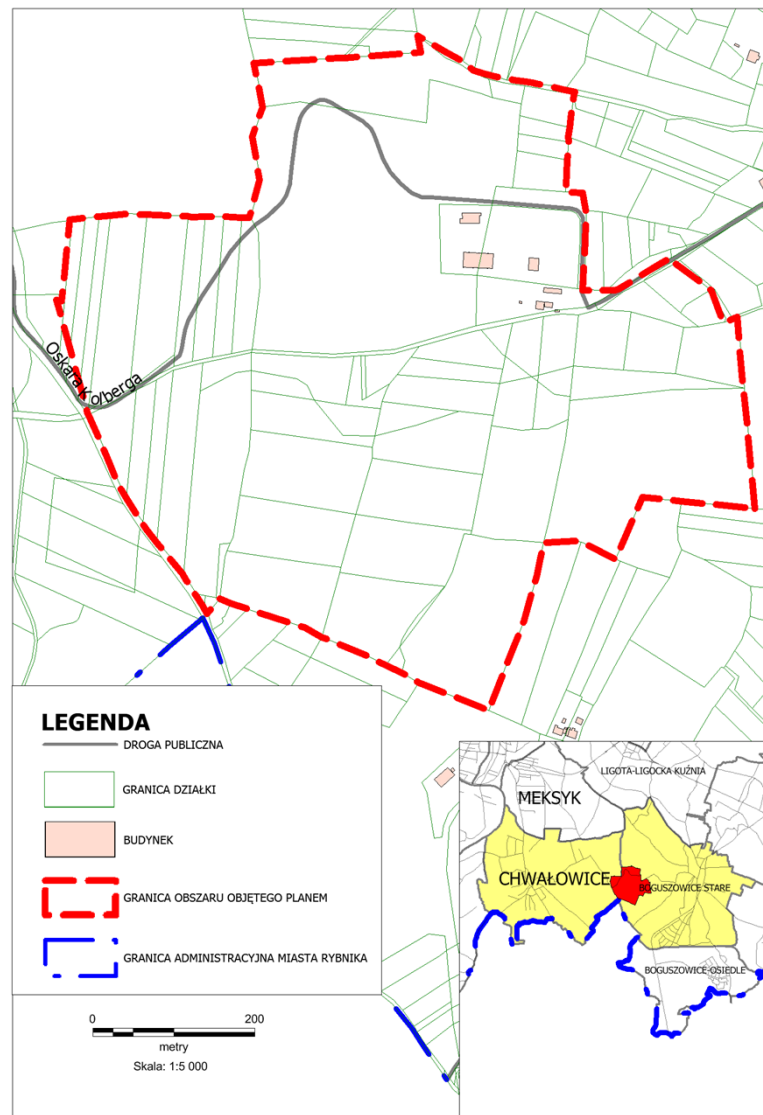 Oskara Kolberga
LEGENDA
DROGA PUBLICZNA
GRANICA DZIAŁKI
BUDYNEK
GRANICA OBSZARU OBJĘTEGO PLANEM
GRANICA ADMINISTRACYJNA MIASTA RYBNIKA
0 200
metry
Skala: 1:5 000
LIGOTA-LIGOCKA KUŹNIA
MEKSYK
CHWAŁOWICE
BOGUSZOWICE STARE
BOGUSZOWICE-OSIEDLE